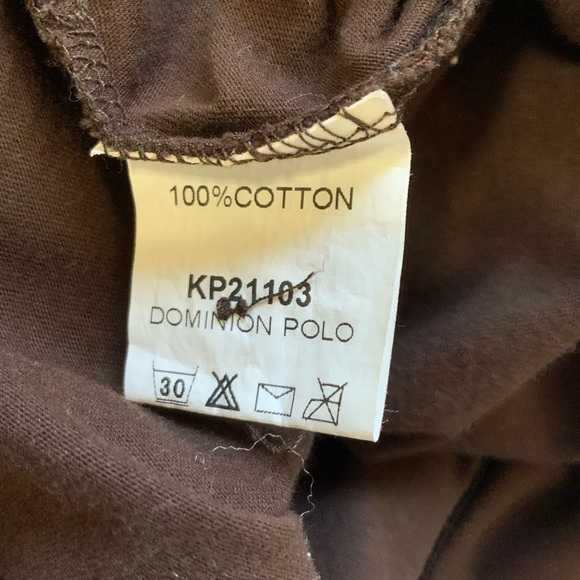 100%COTTON
KP21103
DOMINION POLO
30